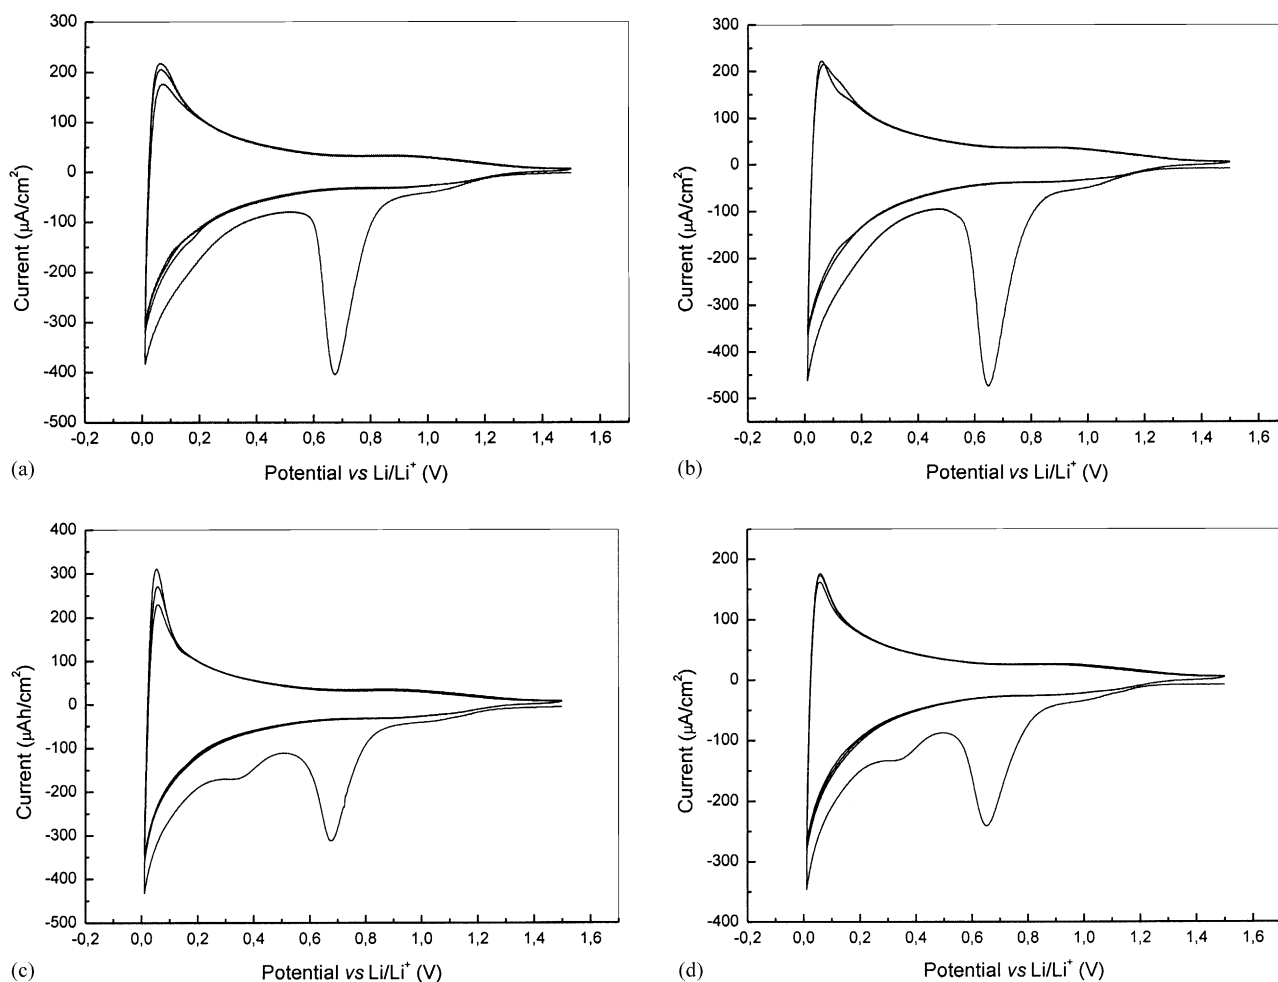 300
200
100
0
-100
-200
-300
-400
-500
Current (µA/cm²)
-0,2 0,0 0,2 0,4 0,6 0,8 1,0 1,2 1,4 1,6
Potential vs Li/Li⁺ (V)
(a)
300
200
100
0
-100
-200
-300
-400
-500
Current (µA/cm²)
-0,2 0,0 0,2 0,4 0,6 0,8 1,0 1,2 1,4 1,6
Potential vs Li/Li⁺ (V)
(b)
400
300
200
100
0
-100
-200
-300
-400
-500
Current (µAh/cm²)
-0,2 0,0 0,2 0,4 0,6 0,8 1,0 1,2 1,4 1,6
Potential vs Li/Li⁺ (V)
(c)
200
100
0
-100
-200
-300
-400
Current (µA/cm²)
-0,2 0,0 0,2 0,4 0,6 0,8 1,0 1,2 1,4 1,6
Potential vs Li/Li⁺ (V)
(d)